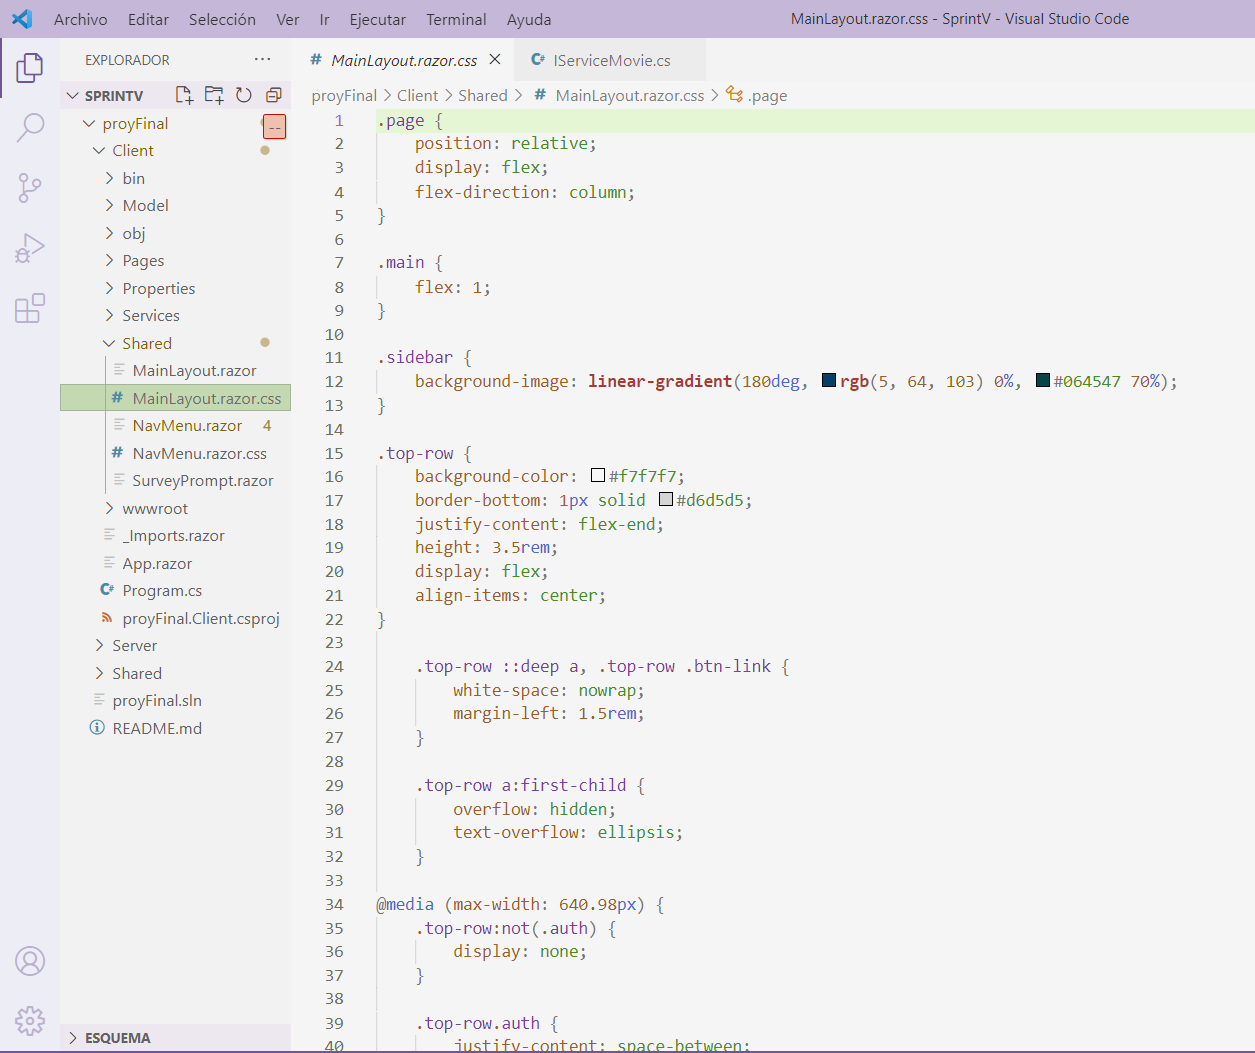 Archivo Editar Selección Ver Ir Ejecutar Terminal Ayuda MainLayout.razor.css - SprintV - Visual Studio Code
EXPLORADOR ···
SPRINTV
proyFinal
--
Client
bin
Model
obj
Pages
Properties
Services
Shared
MainLayout.razor
# MainLayout.razor.css
NavMenu.razor 4
# NavMenu.razor.css
SurveyPrompt.razor
wwwroot
_Imports.razor
App.razor
C# Program.cs
proyFinal.Client.csproj
Server
Shared
proyFinal.sln
README.md
ESQUEMA
# MainLayout.razor.css × C# IServiceMovie.cs
proyFinal > Client > Shared > # MainLayout.razor.css > .page
1 .page {
2 position: relative;
3 display: flex;
4 flex-direction: column;
5 }
6
7 .main {
8 flex: 1;
9 }
10
11 .sidebar {
12 background-image: linear-gradient(180deg, rgb(5, 64, 103) 0%, #064547 70%);
13 }
14
15 .top-row {
16 background-color: #f7f7f7;
17 border-bottom: 1px solid #d6d5d5;
18 justify-content: flex-end;
19 height: 3.5rem;
20 display: flex;
21 align-items: center;
22 }
23
24 .top-row ::deep a, .top-row .btn-link {
25 white-space: nowrap;
26 margin-left: 1.5rem;
27 }
28
29 .top-row a:first-child {
30 overflow: hidden;
31 text-overflow: ellipsis;
32 }
33
34 @media (max-width: 640.98px) {
35 .top-row:not(.auth) {
36 display: none;
37 }
38
39 .top-row.auth {
40 justify-content: space-between;